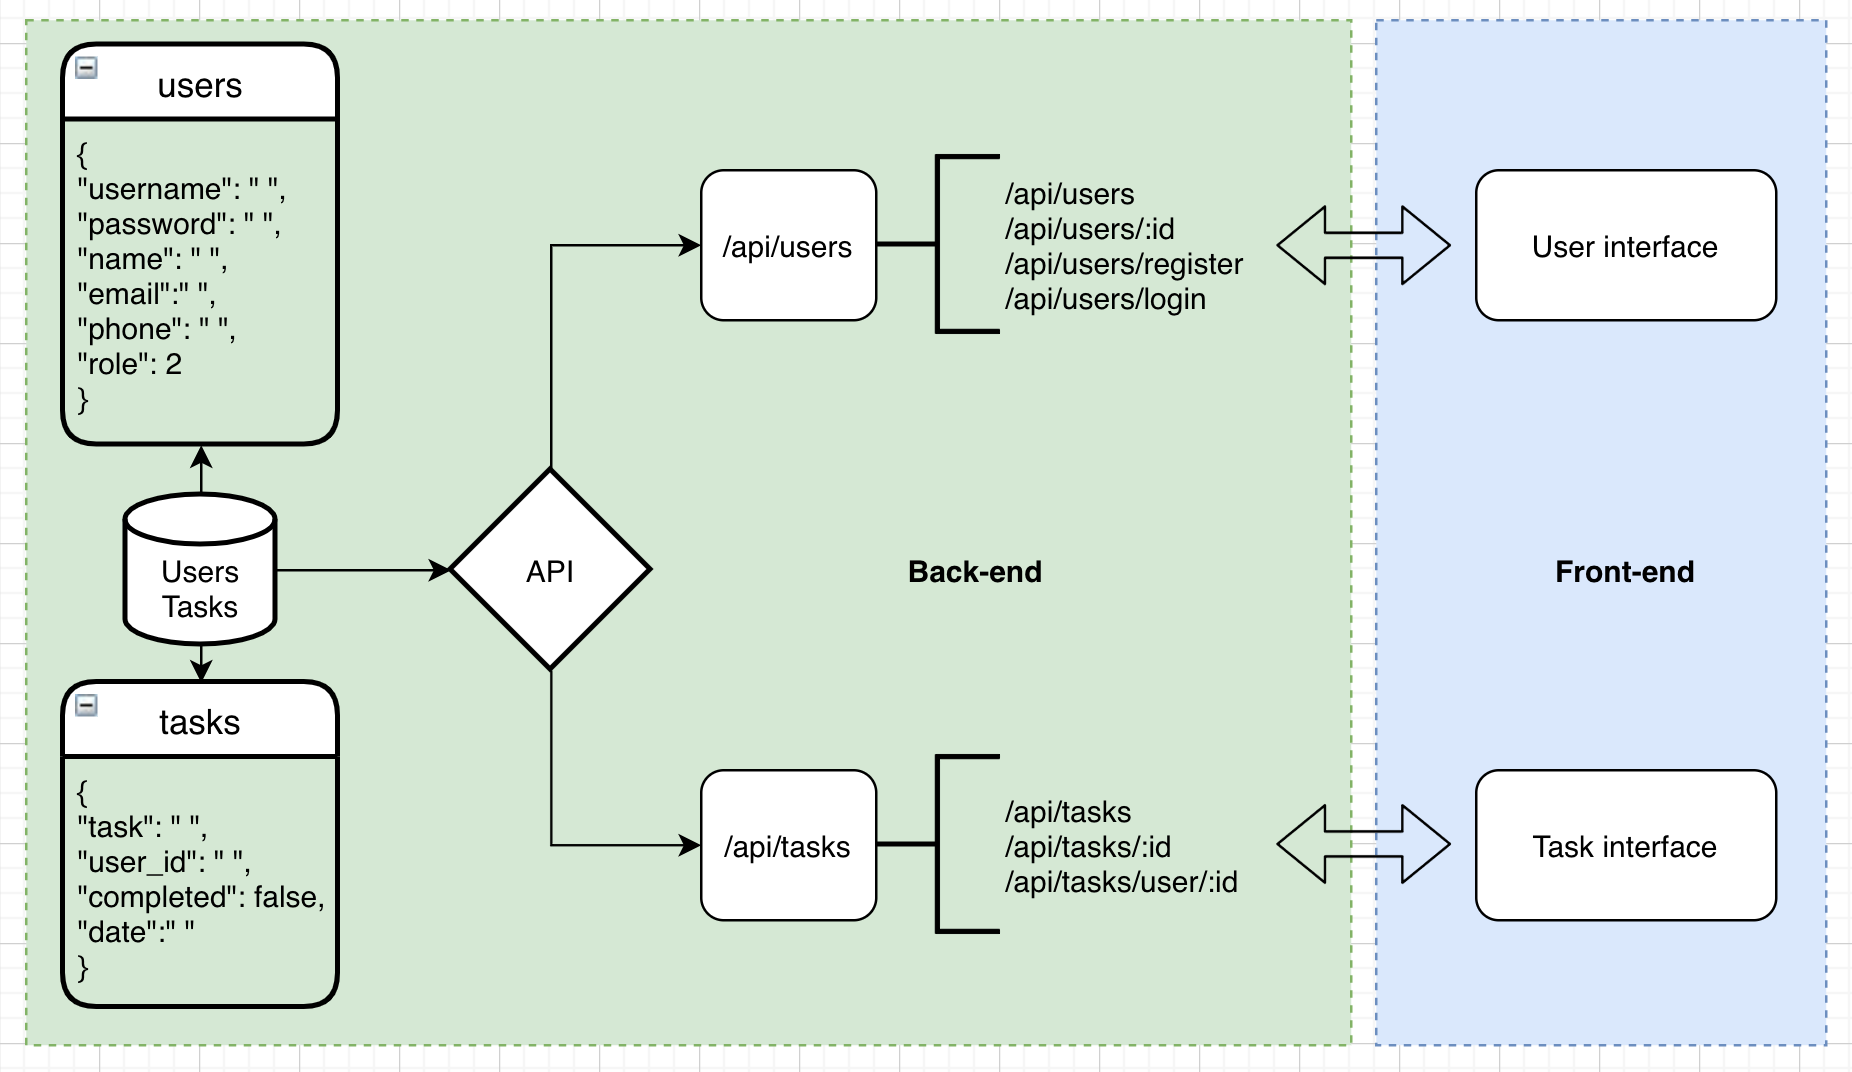 users
{
"username": " ",
"password": " ",
"name": " ",
"email":" ",
"phone": " ",
"role": 2
}
Users
Tasks
tasks
{
"task": " ",
"user_id": " ",
"completed": false,
"date":" "
}
API
/api/users
/api/users
/api/users/:id
/api/users/register
/api/users/login
Back-end
/api/tasks
/api/tasks
/api/tasks/:id
/api/tasks/user/:id
User interface
Front-end
Task interface